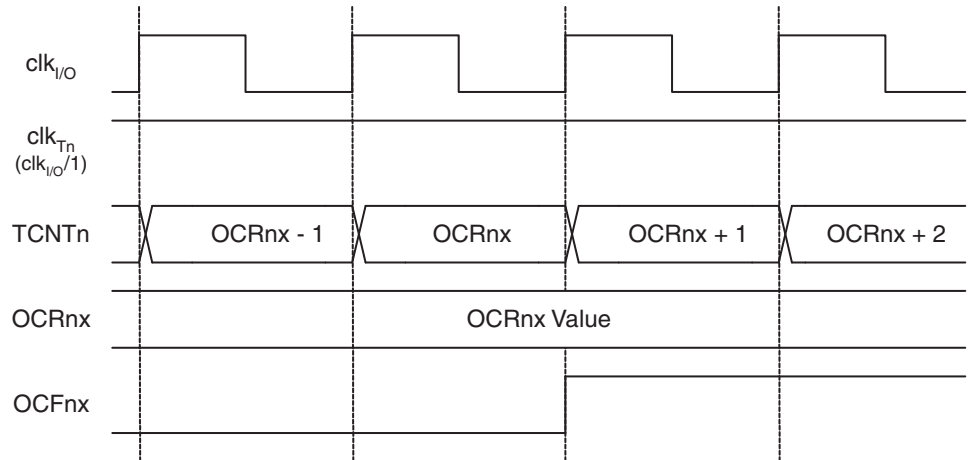 clkI/O
clkTn
(clkI/O/1)
TCNTn OCRnx - 1 OCRnx OCRnx + 1 OCRnx + 2
OCRnx OCRnx Value
OCFnx